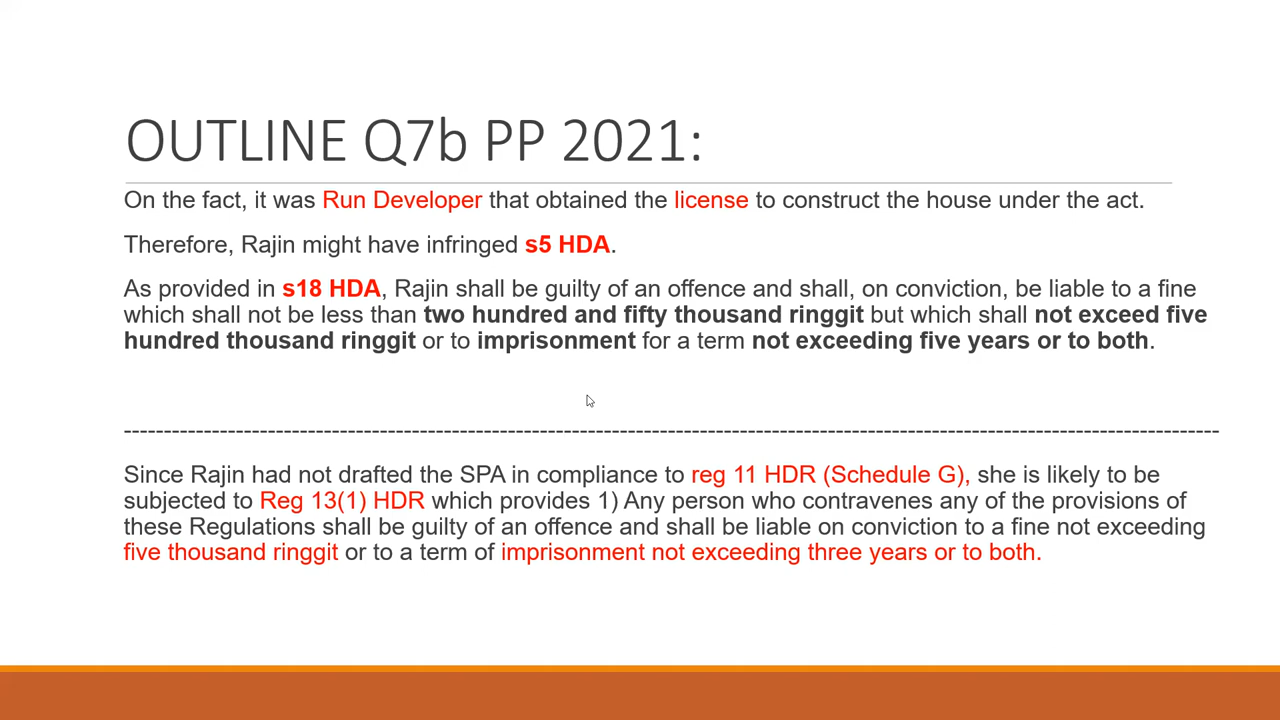 OUTLINE Q7b PP 2021:
On the fact, it was Run Developer that obtained the license to construct the house under the act.
Therefore, Rajin might have infringed s5 HDA.
As provided in s18 HDA, Rajin shall be guilty of an offence and shall, on conviction, be liable to a fine
which shall not be less than two hundred and fifty thousand ringgit but which shall not exceed five
hundred thousand ringgit or to imprisonment for a term not exceeding five years or to both.
-----------------------------------------------------------------------------------------------------------------------------------------
Since Rajin had not drafted the SPA in compliance to reg 11 HDR (Schedule G), she is likely to be
subjected to Reg 13(1) HDR which provides 1) Any person who contravenes any of the provisions of
these Regulations shall be guilty of an offence and shall be liable on conviction to a fine not exceeding
five thousand ringgit or to a term of imprisonment not exceeding three years or to both.